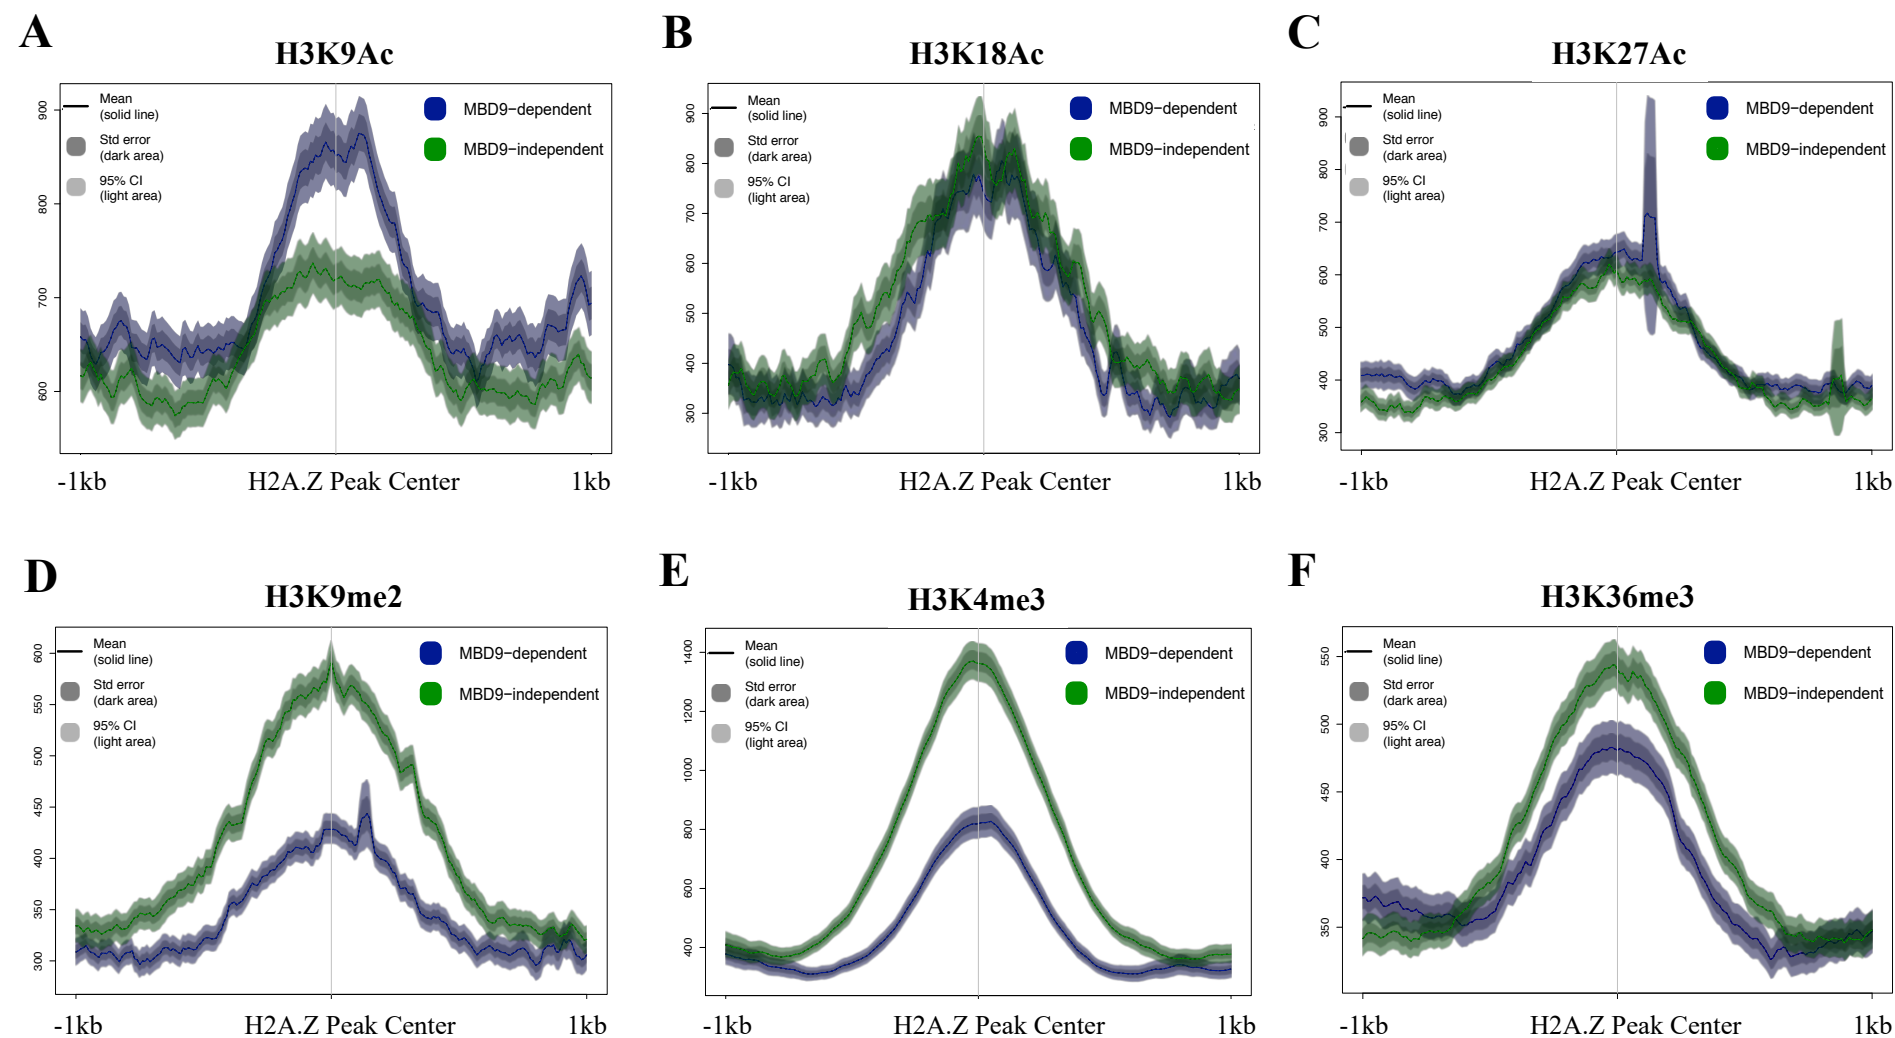 A
H3K9Ac
Mean
(solid line)
Std error
(dark area)
95% CI
(light area)
MBD9-dependent
MBD9-independent
900
800
700
600
-1kb
H2A.Z Peak Center
1kb
B
H3K18Ac
Mean
(solid line)
Std error
(dark area)
95% CI
(light area)
MBD9-dependent
MBD9-independent
900
800
700
600
500
400
300
-1kb
H2A.Z Peak Center
1kb
C
H3K27Ac
Mean
(solid line)
Std error
(dark area)
95% CI
(light area)
MBD9-dependent
MBD9-independent
900
800
700
600
500
400
300
-1kb
H2A.Z Peak Center
1kb
D
H3K9me2
Mean
(solid line)
Std error
(dark area)
95% CI
(light area)
MBD9-dependent
MBD9-independent
600
550
500
450
400
350
300
-1kb
H2A.Z Peak Center
1kb
E
H3K4me3
Mean
(solid line)
Std error
(dark area)
95% CI
(light area)
MBD9-dependent
MBD9-independent
1400
1200
1000
800
600
400
-1kb
H2A.Z Peak Center
1kb
F
H3K36me3
Mean
(solid line)
Std error
(dark area)
95% CI
(light area)
MBD9-dependent
MBD9-independent
550
500
450
400
350
-1kb
H2A.Z Peak Center
1kb